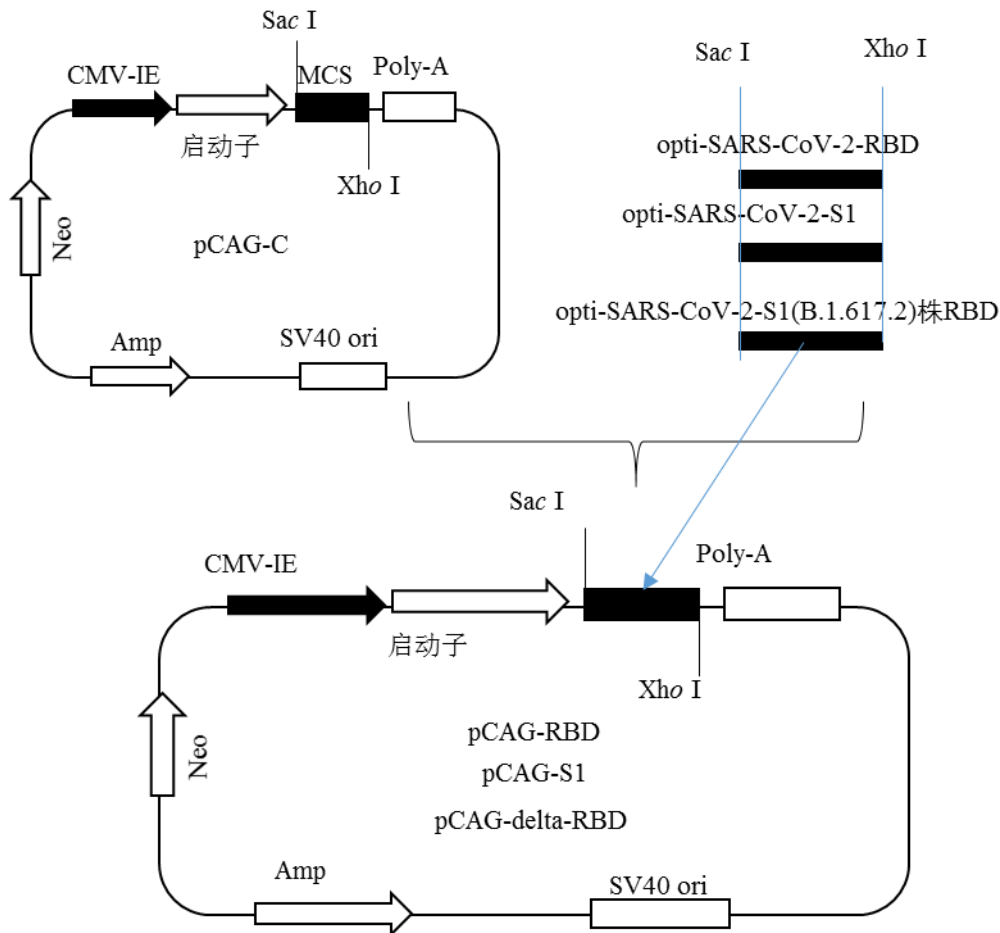 Sac I
CMV-IE
MCS
Poly-A
启动子
Xho I
Neo
pCAG-C
Amp
SV40 ori
Sac I
Xho I
opti-SARS-CoV-2-RBD
opti-SARS-CoV-2-S1
opti-SARS-CoV-2-S1(B.1.617.2)株RBD
Sac I
CMV-IE
Poly-A
启动子
Xho I
Neo
pCAG-RBD
pCAG-S1
pCAG-delta-RBD
Amp
SV40 ori